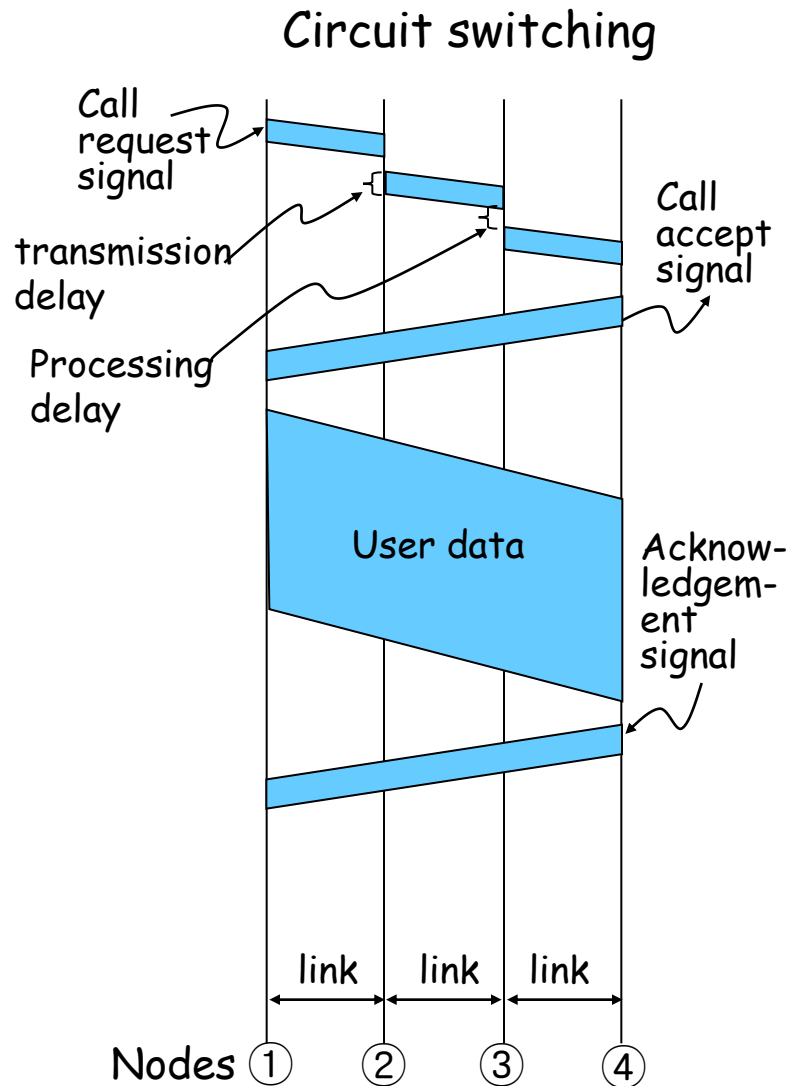 Circuit switching
Call
request
signal
transmission
delay
Processing
delay
Call
accept
signal
User data
Acknow-
ledgem-
ent
signal
link
link
link
Nodes ① ② ③ ④